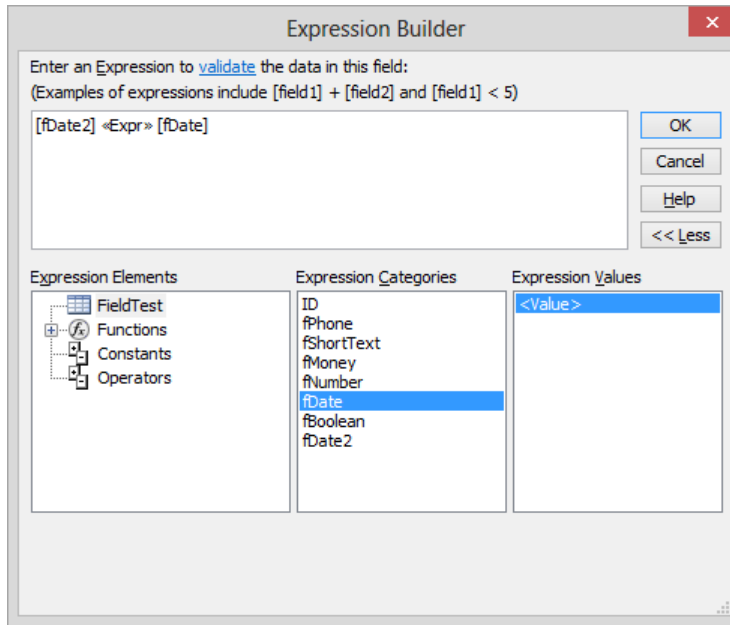 Expression Builder
Enter an Expression to validate the data in this field:
(Examples of expressions include [field1] + [field2] and [field1] < 5)
[fDate2] «Expr» [fDate]
OK
Cancel
Help
<< Less
Expression Elements
FieldTest
Functions
Constants
Operators
Expression Categories
ID
fPhone
fShortText
fMoney
fNumber
fDate
fBoolean
fDate2
Expression Values
<Value>